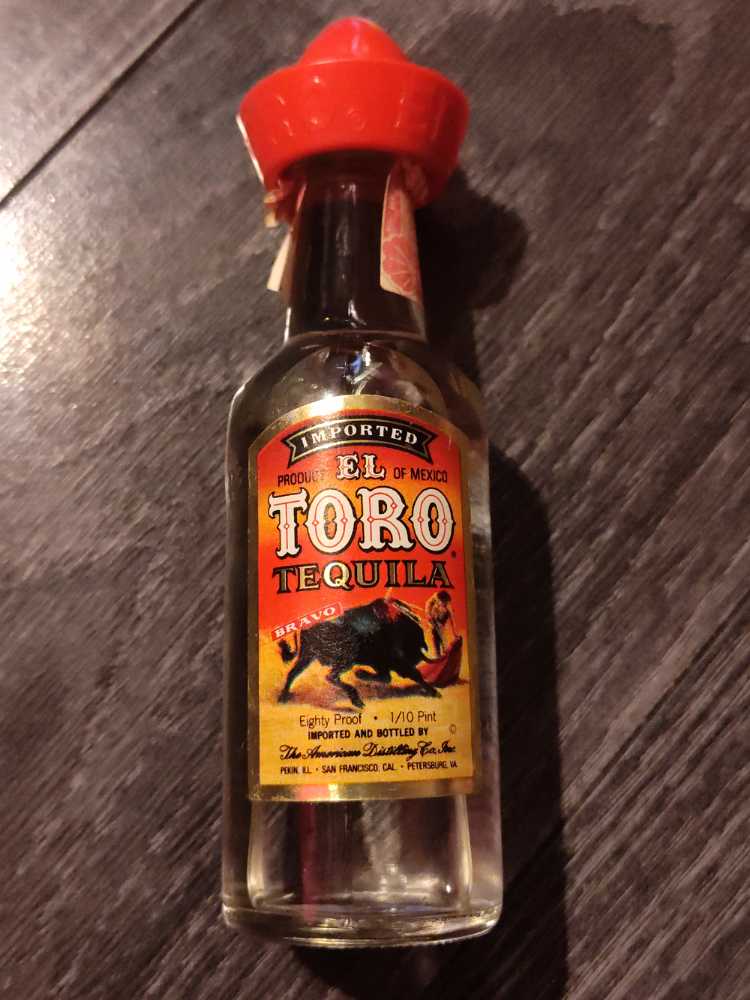 IMPORTED
EL
PRODUCT OF MEXICO
TORO
TEQUILA
BRAVO
Eighty Proof • 1/10 Pint
IMPORTED AND BOTTLED BY ©
The American Distilling Co., Inc.
PEKIN, ILL • SAN FRANCISCO, CAL. • PETERSBURG, VA